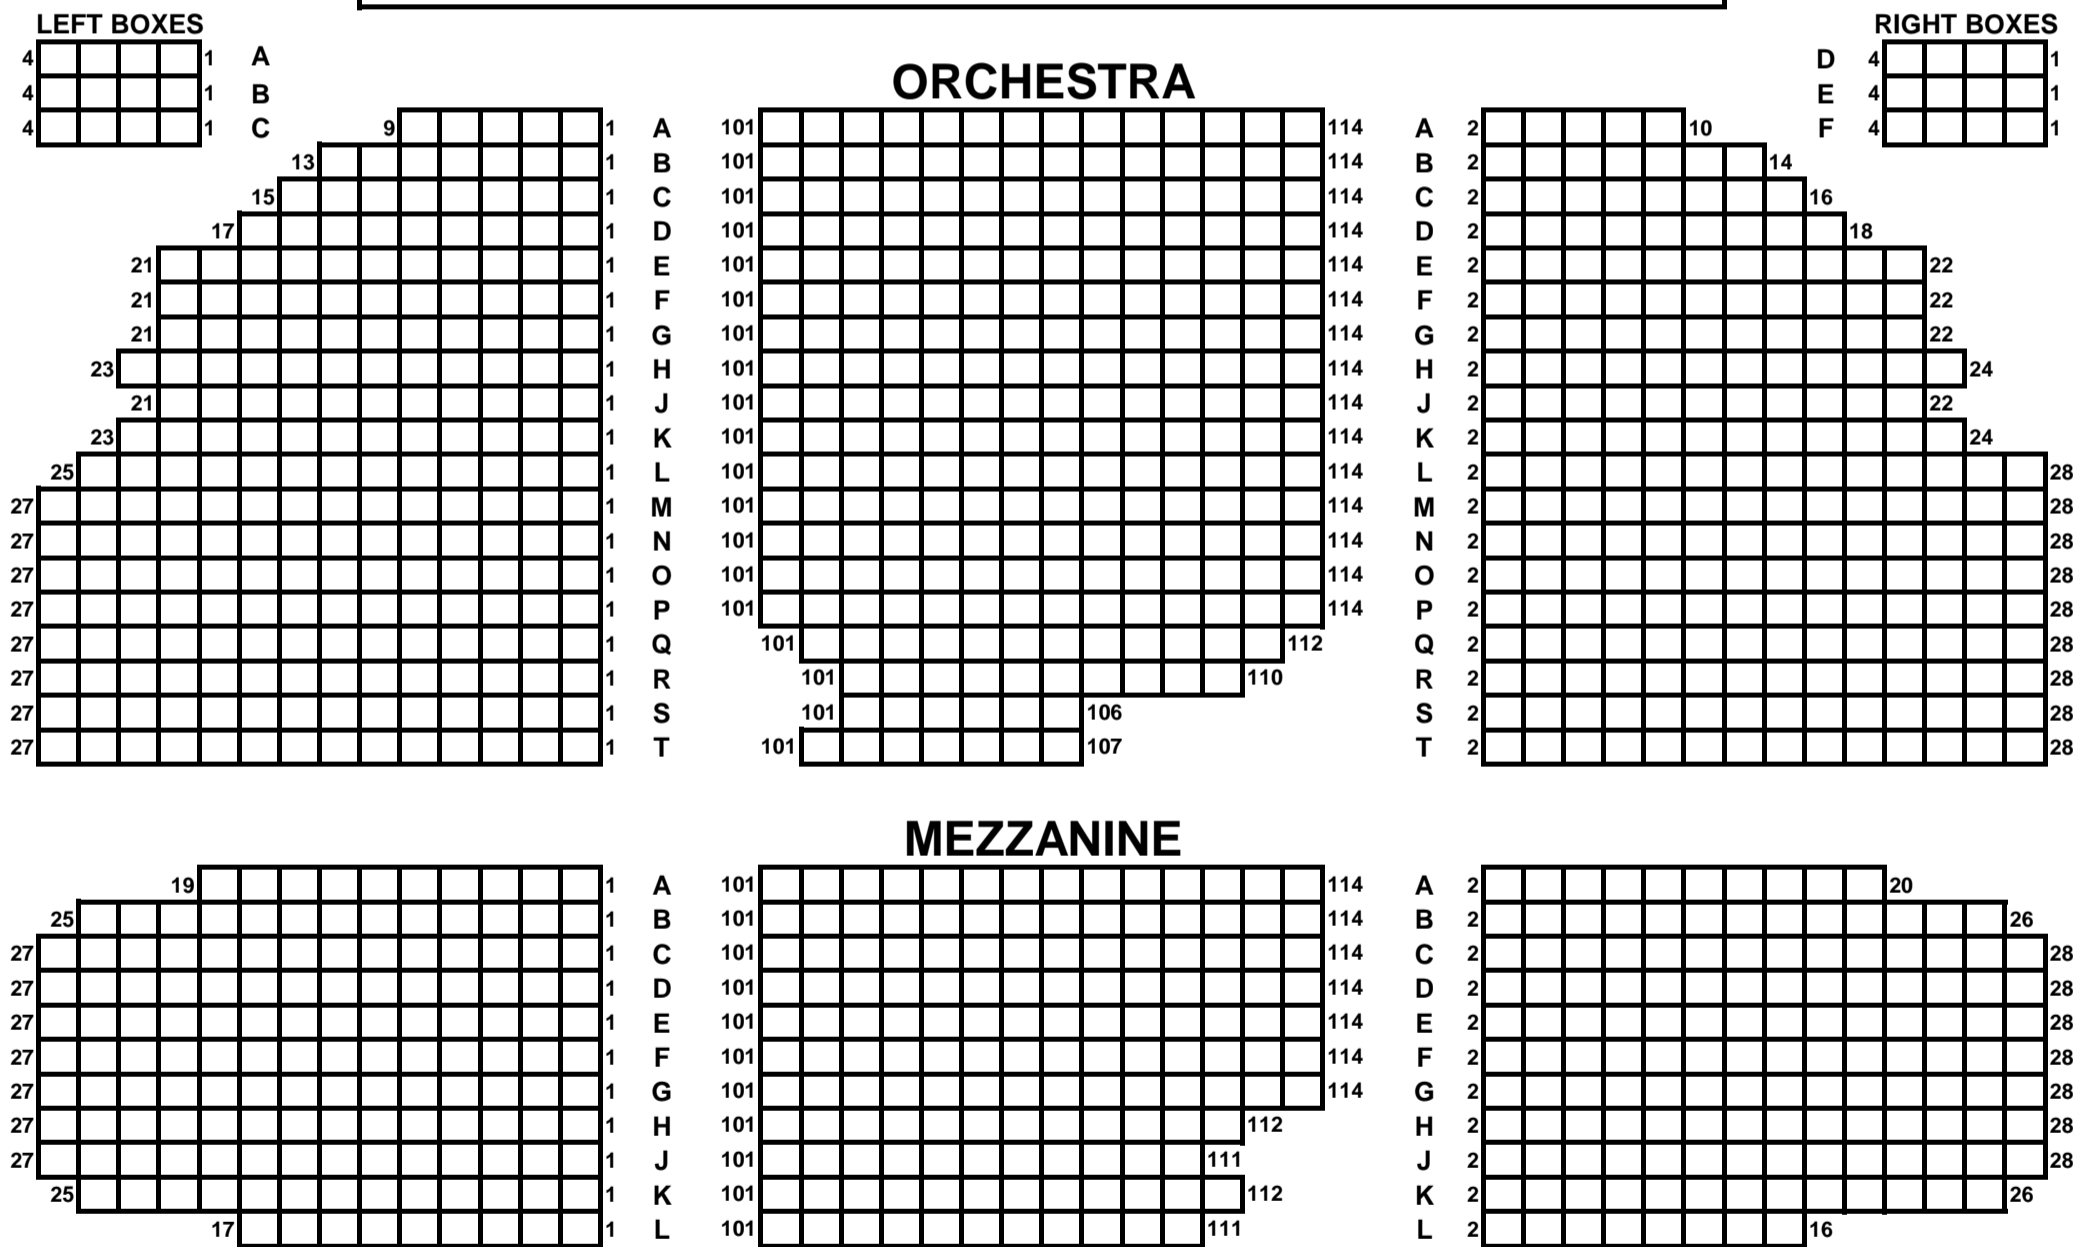 LEFT BOXES RIGHT BOXES
4 1 A D 4 1
ORCHESTRA
4 1 B E 4 1
4 1 C F 4 1
9 1 A 101 114 A 2 10
13 1 B 101 114 B 2 14
15 1 C 101 114 C 2 16
17 1 D 101 114 D 2 18
21 1 E 101 114 E 2 22
21 1 F 101 114 F 2 22
21 1 G 101 114 G 2 22
23 1 H 101 114 H 2 24
21 1 J 101 114 J 2 22
23 1 K 101 114 K 2 24
25 1 L 101 114 L 2 28
27 1 M 101 114 M 2 28
27 1 N 101 114 N 2 28
27 1 O 101 114 O 2 28
27 1 P 101 114 P 2 28
27 1 Q 101 112 Q 2 28
27 1 R 101 110 R 2 28
27 1 S 101 106 S 2 28
27 1 T 101 107 T 2 28
MEZZANINE
19 1 A 101 114 A 2 20
25 1 B 101 114 B 2 26
27 1 C 101 114 C 2 28
27 1 D 101 114 D 2 28
27 1 E 101 114 E 2 28
27 1 F 101 114 F 2 28
27 1 G 101 114 G 2 28
27 1 H 101 112 H 2 28
27 1 J 101 111 J 2 28
25 1 K 101 112 K 2 26
17 1 L 101 111 L 2 16